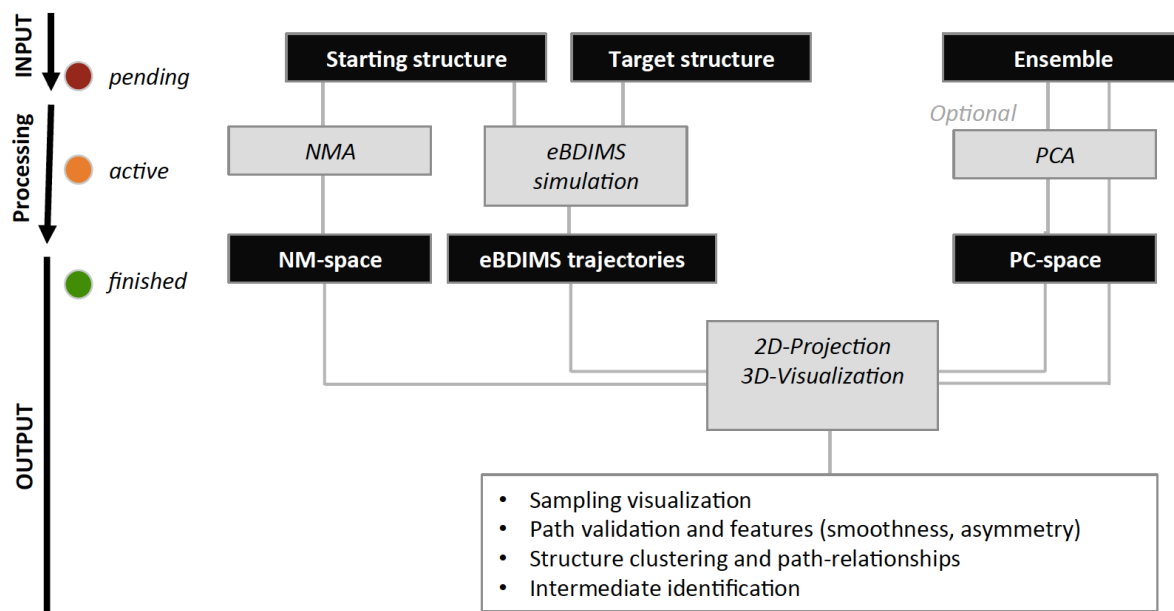 INPUT
pending
Processing
active
finished
OUTPUT
Starting structure
Target structure
Ensemble
Optional
NMA
eBDIMS
simulation
PCA
NM-space
eBDIMS trajectories
PC-space
2D-Projection
3D-Visualization
• Sampling visualization
• Path validation and features (smoothness, asymmetry)
• Structure clustering and path-relationships
• Intermediate identification